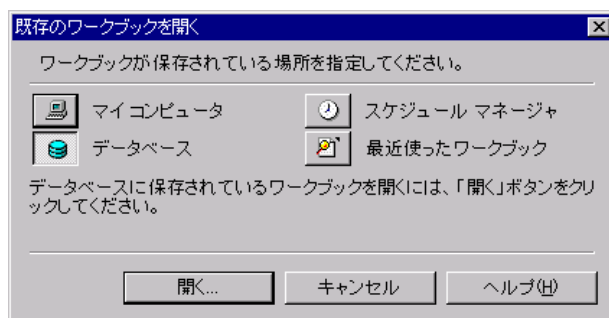 既存のワークブックを開く
ワークブックが保存されている場所を指定してください。
マイコンピュータ
スケジュール マネージャ
データベース
最近使ったワークブック
データベースに保存されているワークブックを開くには、「開く」ボタンをクリ
ックしてください。
開く...
キャンセル
ヘルプ(H)